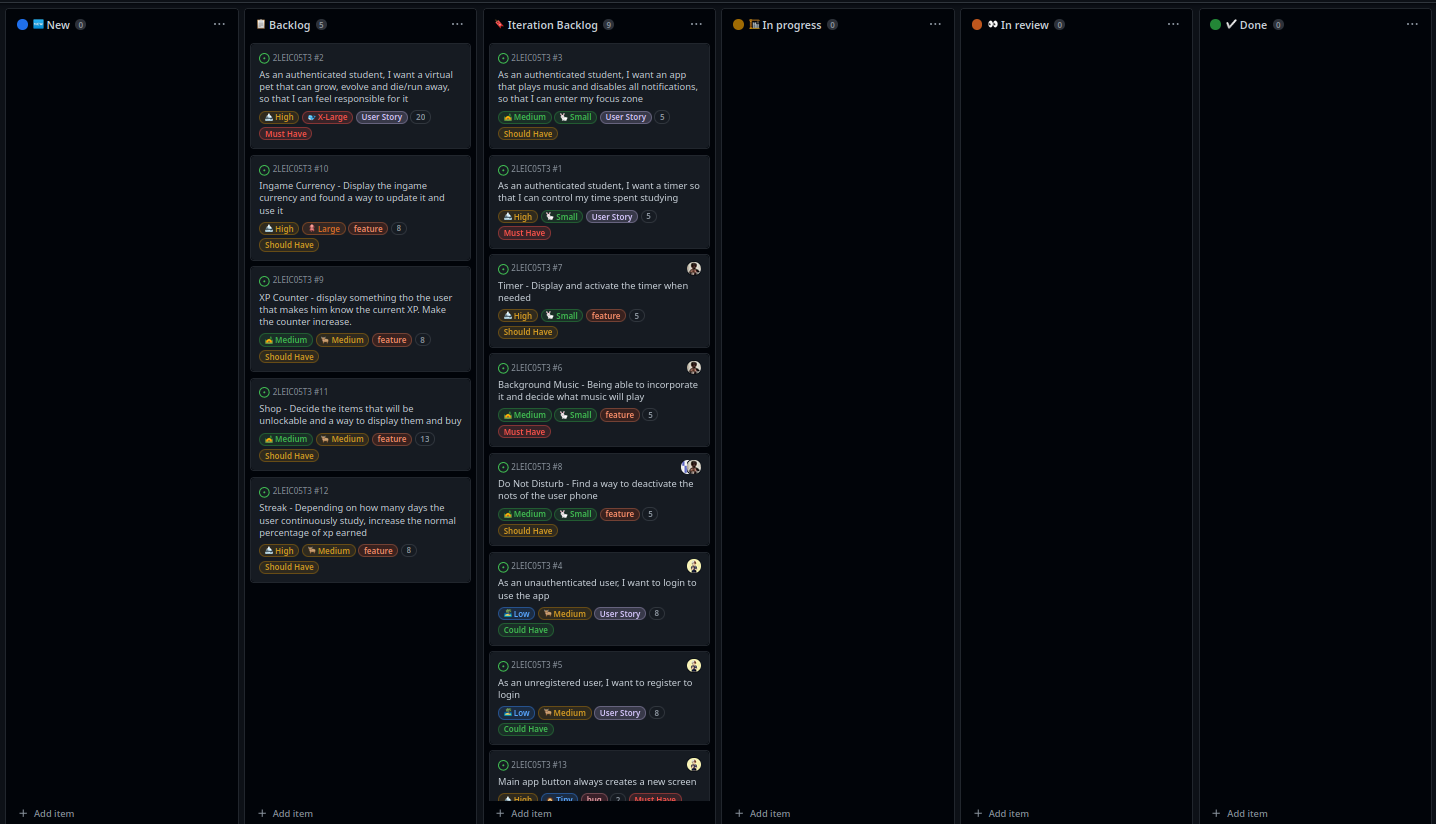 New 0
Backlog 5
Iteration Backlog 9
In progress 0
In review 0
Done 0
2LEIC05T3 #2
As an authenticated student, I want a virtual
pet that can grow, evolve and die/run away,
so that I can feel responsible for it
High X-Large User Story 20
Must Have
2LEIC05T3 #10
Ingame Currency - Display the ingame
currency and found a way to update it and
use it
High Large feature 8
Should Have
2LEIC05T3 #9
XP Counter - display something tho the user
that makes him know the current XP. Make
the counter increase.
Medium Medium feature 8
Should Have
2LEIC05T3 #11
Shop - Decide the items that will be
unlockable and a way to display them and buy
Medium Medium feature 13
Should Have
2LEIC05T3 #12
Streak - Depending on how many days the
user continously study, increase the normal
percentage of xp earned
High Medium feature 8
Should Have
2LEIC05T3 #3
As an authenticated student, I want an app
that plays music and disables all notifications,
so that I can enter my focus zone
Medium Small User Story 5
Should Have
2LEIC05T3 #1
As an authenticated student, I want a timer so
that I can control my time spent studying
High Small User Story 5
Must Have
2LEIC05T3 #7
Timer - Display and activate the timer when
needed
High Small feature 5
Should Have
2LEIC05T3 #6
Background Music - Being able to incorporate
it and decide what music will play
Medium Small feature 5
Must Have
2LEIC05T3 #8
Do Not Disturb - Find a way to deactivate the
nots of the user phone
Medium Small feature 5
Should Have
2LEIC05T3 #4
As an unauthenticated user, I want to login to
use the app
Low Medium User Story 8
Could Have
2LEIC05T3 #5
As an unregistered user, I want to register to
login
Low Medium User Story 8
Could Have
2LEIC05T3 #13
Main app button always creates a new screen
High Tiny bug 2 Must Have
+ Add item
+ Add item
+ Add item
+ Add item
+ Add item
+ Add item